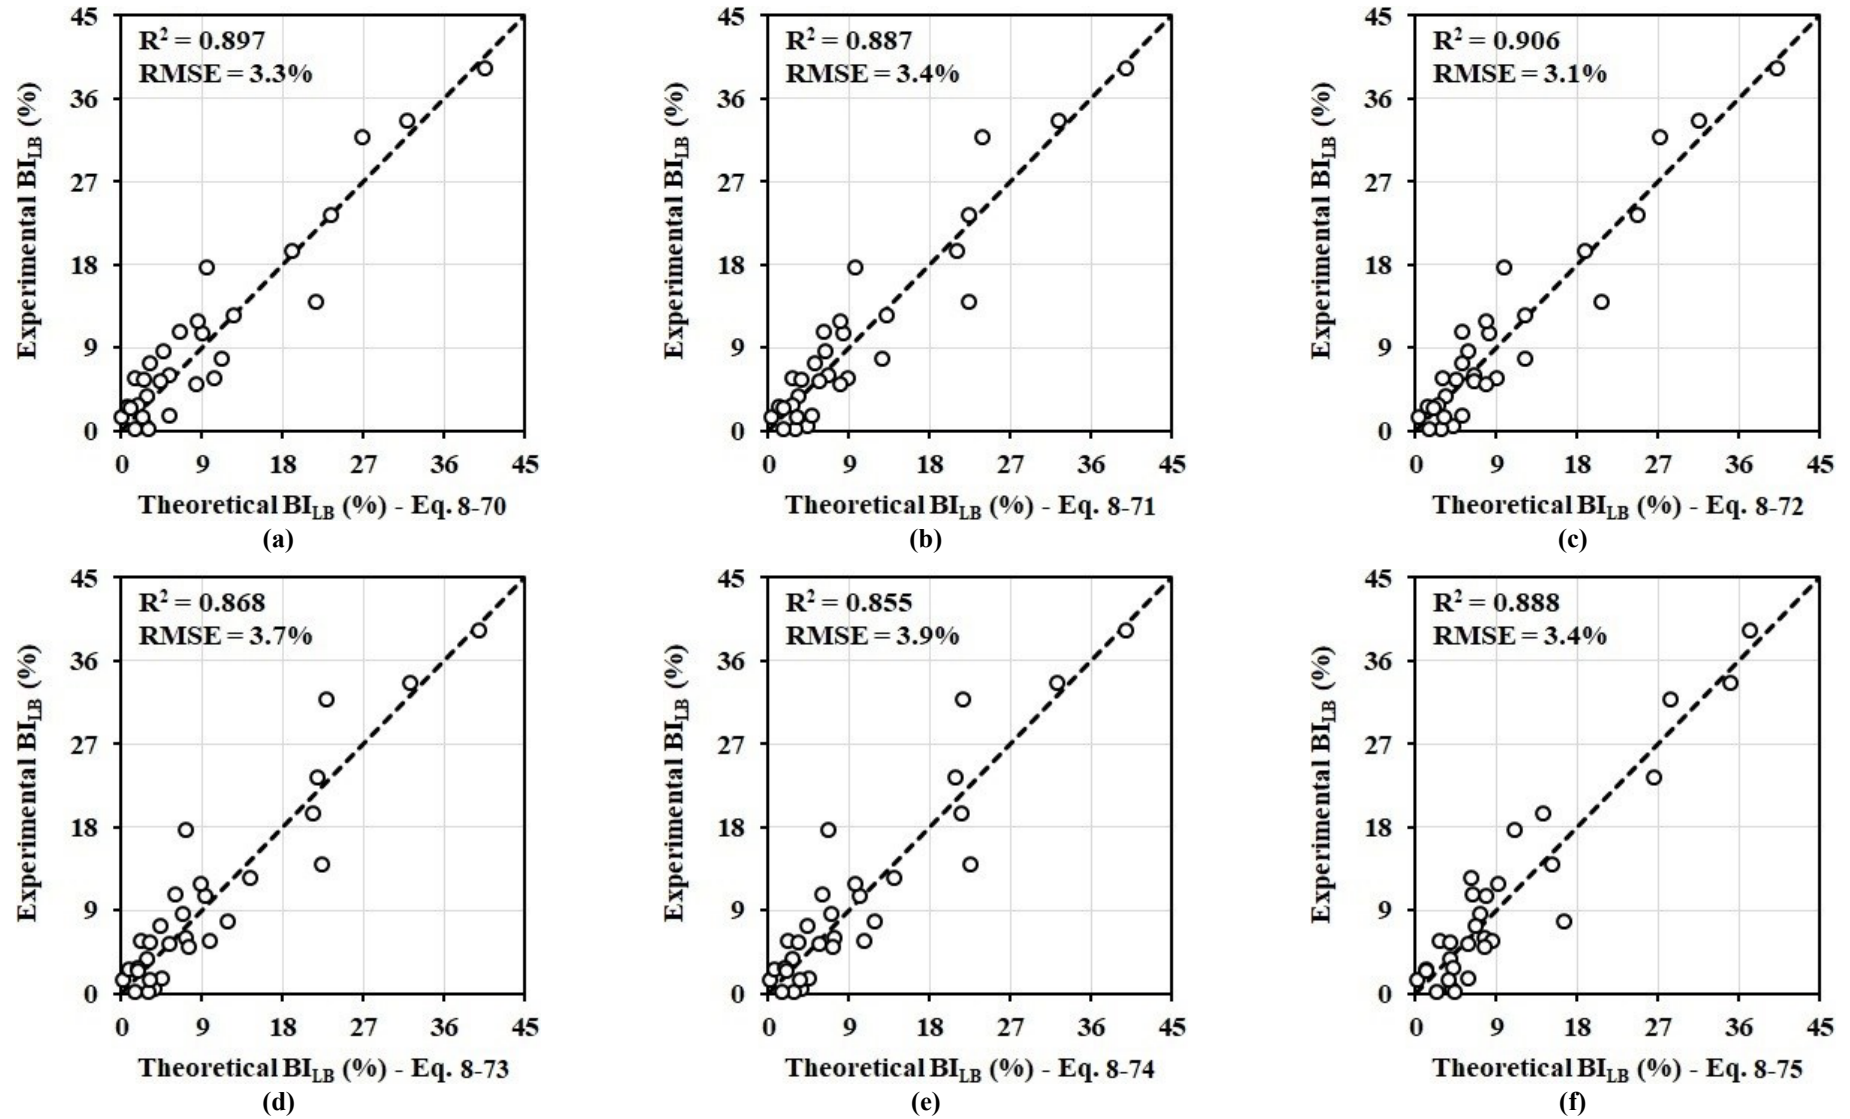 R² = 0.897
RMSE = 3.3%
Experimental BI_LB (%)
45
36
27
18
9
0
0 9 18 27 36 45
Theoretical BI_LB (%) - Eq. 8-70
(a)
R² = 0.887
RMSE = 3.4%
Experimental BI_LB (%)
45
36
27
18
9
0
0 9 18 27 36 45
Theoretical BI_LB (%) - Eq. 8-71
(b)
R² = 0.906
RMSE = 3.1%
Experimental BI_LB (%)
45
36
27
18
9
0
0 9 18 27 36 45
Theoretical BI_LB (%) - Eq. 8-72
(c)
R² = 0.868
RMSE = 3.7%
Experimental BI_LB (%)
45
36
27
18
9
0
0 9 18 27 36 45
Theoretical BI_LB (%) - Eq. 8-73
(d)
R² = 0.855
RMSE = 3.9%
Experimental BI_LB (%)
45
36
27
18
9
0
0 9 18 27 36 45
Theoretical BI_LB (%) - Eq. 8-74
(e)
R² = 0.888
RMSE = 3.4%
Experimental BI_LB (%)
45
36
27
18
9
0
0 9 18 27 36 45
Theoretical BI_LB (%) - Eq. 8-75
(f)